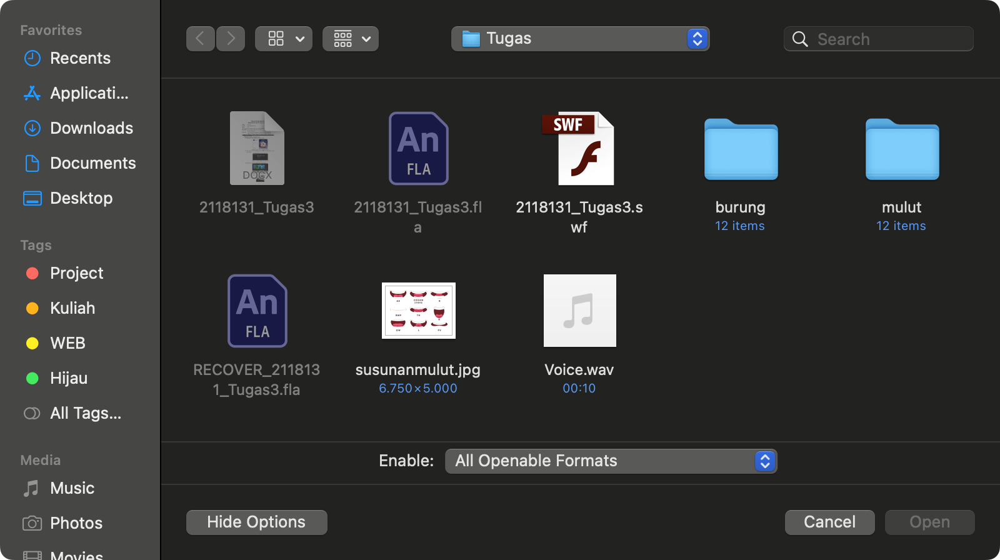 Favorites
Recents
Applicati...
Downloads
Documents
Desktop
Tags
Project
Kuliah
WEB
Hijau
All Tags...
Media
Music
Photos
Movies
Tugas
Search
DOCX
2118131_Tugas3
An
FLA
2118131_Tugas3.fl
a
SWF
2118131_Tugas3.s
wf
burung
12 items
mulut
12 items
An
FLA
RECOVER_211813
1_Tugas3.fla
susunanmulut.jpg
6.750×5.000
Voice.wav
00:10
Enable:
All Openable Formats
Hide Options
Cancel
Open